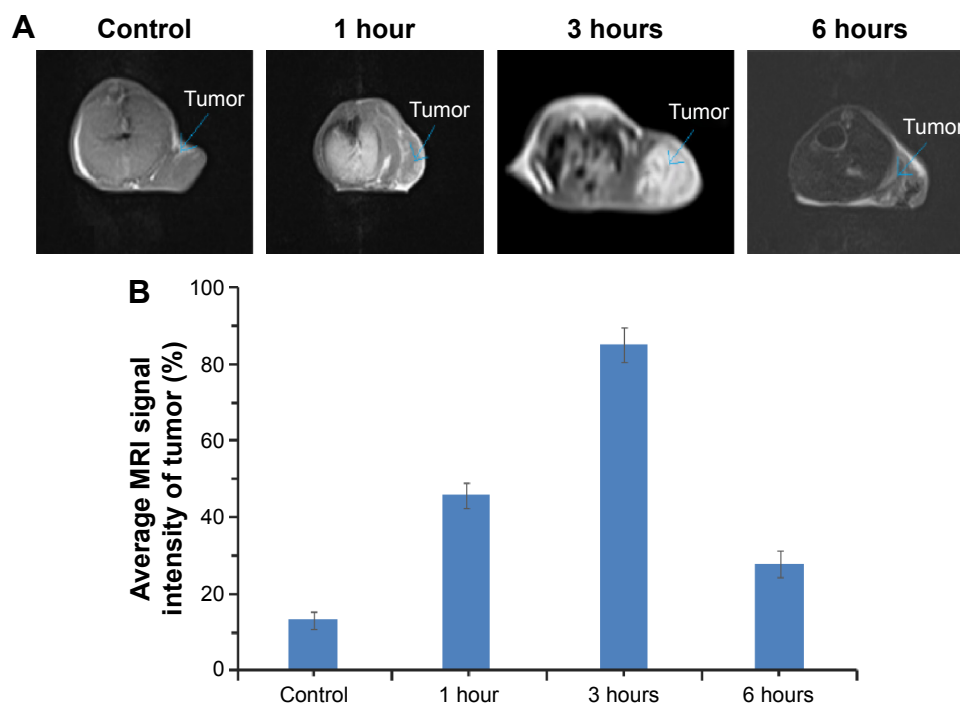 A
Control
1 hour
3 hours
6 hours
Tumor
Tumor
Tumor
Tumor
B
Average MRI signal
intensity of tumor (%)
100
80
60
40
20
0
Control
1 hour
3 hours
6 hours